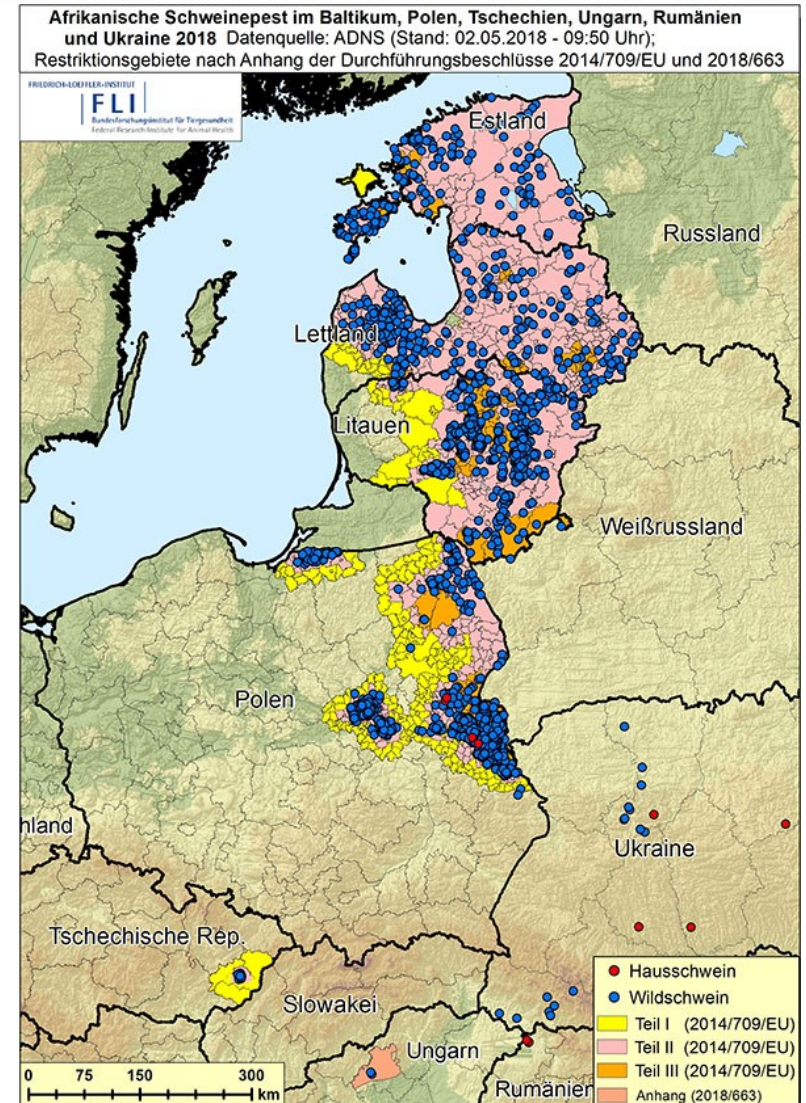 Afrikanische Schweinepest im Baltikum, Polen, Tschechien, Ungarn, Rumänien
und Ukraine 2018 Datenquelle: ADNS (Stand: 02.05.2018 - 09:50 Uhr);
Restriktionsgebiete nach Anhang der Durchführungsbeschlüsse 2014/709/EU und 2018/663
FRIEDRICH-LOEFFLER-INSTITUT
FLI
Bundesforschungsinstitut für Tiergesundheit
Federal Research Institute for Animal Health
Estland
Russland
Lettland
Litauen
Weißrussland
Polen
hland
Ukraine
Tschechische Rep.
Slowakei
Ungarn
Rumänien
Hausschwein
Wildschwein
Teil I (2014/709/EU)
Teil II (2014/709/EU)
Teil III (2014/709/EU)
Anhang (2018/663)
0 75 150 300
km